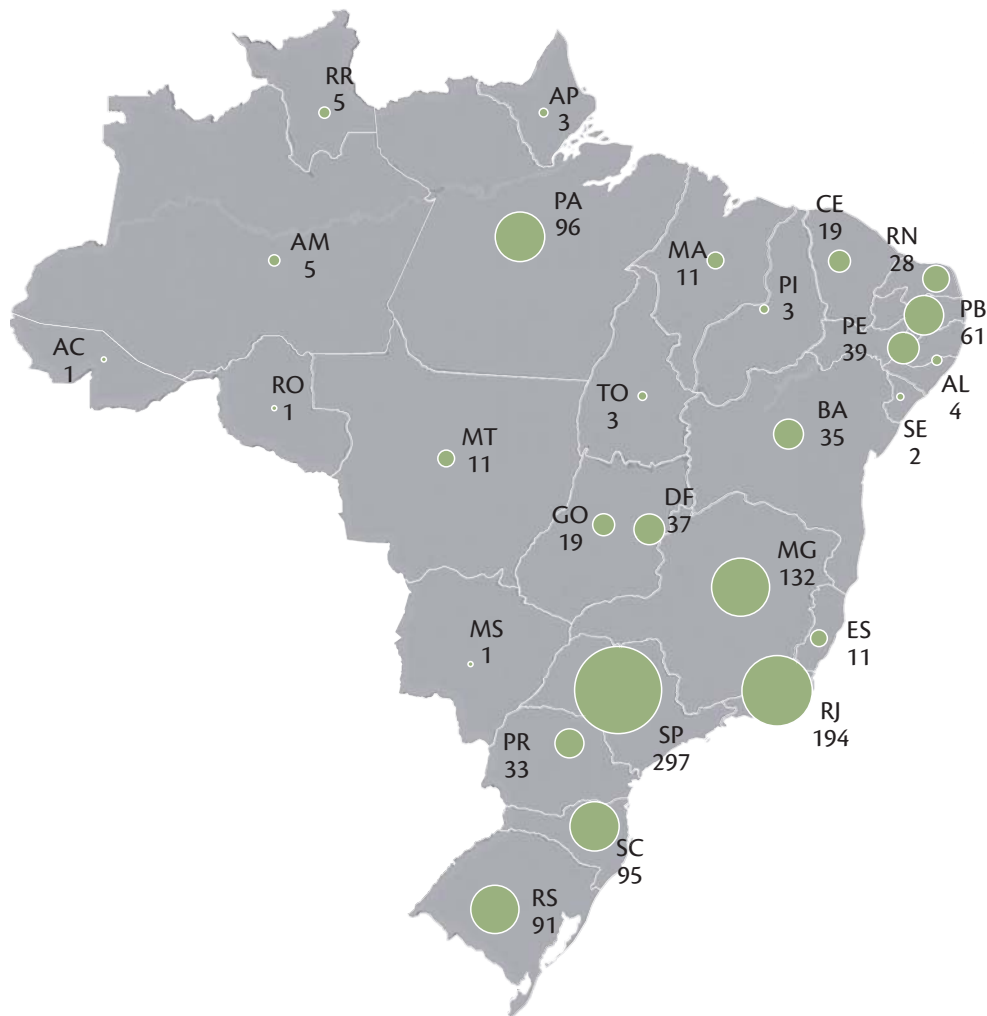 RR
5
AP
3
PA
96
CE
19
RN
28
AM
5
MA
11
PI
3
PB
61
PE
39
AC
1
RO
1
TO
3
BA
35
AL
4
SE
2
MT
11
GO
19
DF
37
MG
132
MS
1
ES
11
RJ
194
SP
297
PR
33
SC
95
RS
91